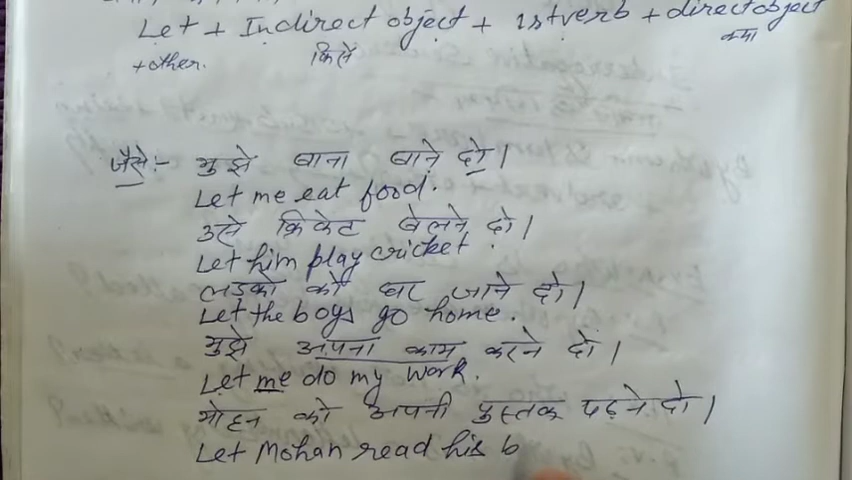 Let + Indirect object + 1st verb + direct object
+ other. किसे क्या
जैसे:- मुझे खाना खाने दो।
Let me eat food.
उसे क्रिकेट खेलने दो।
Let him play cricket.
लड़कों को घर जाने दो।
Let the boys go home.
मुझे अपना काम करने दो।
Let me do my work.
मोहन को अपनी पुस्तक पढ़ने दो।
Let Mohan read his b